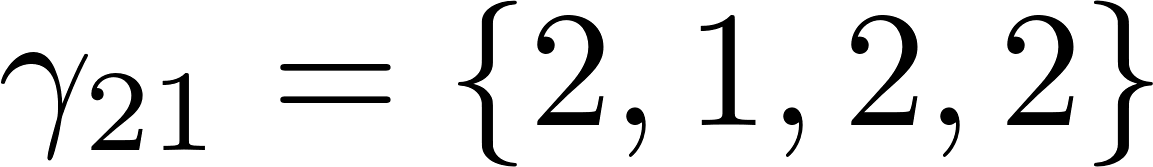 γ₂₁ = {2, 1, 2, 2}